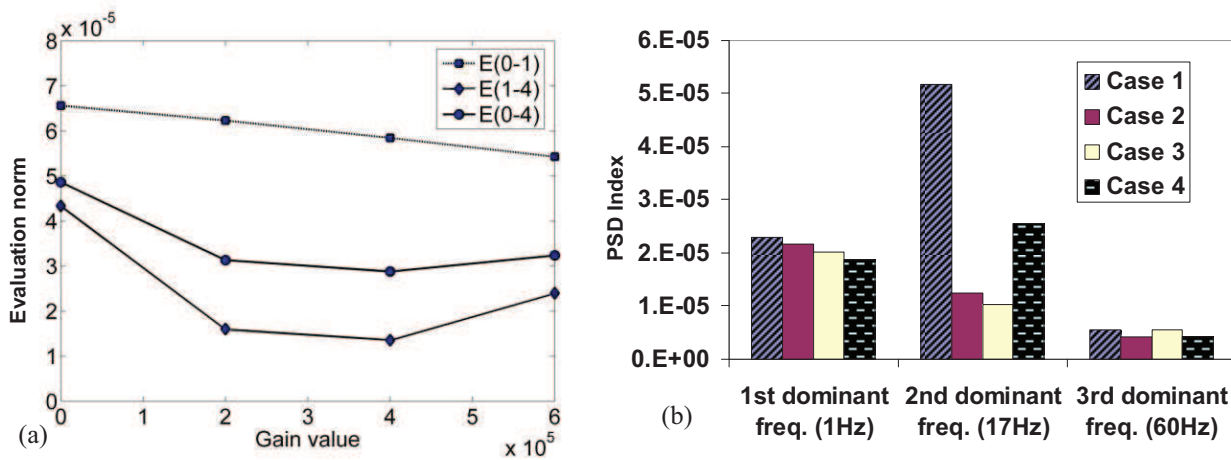 × 10⁻⁵
8
7
6
5
4
3
2
1
0
Evaluation norm
E(0-1)
E(1-4)
E(0-4)
0 1 2 3 4 5 6
Gain value
× 10⁵
(a)
6.E-05
5.E-05
4.E-05
3.E-05
2.E-05
1.E-05
0.E+00
PSD Index
Case 1
Case 2
Case 3
Case 4
1st dominant freq. (1Hz)
2nd dominant freq. (17Hz)
3rd dominant freq. (60Hz)
(b)